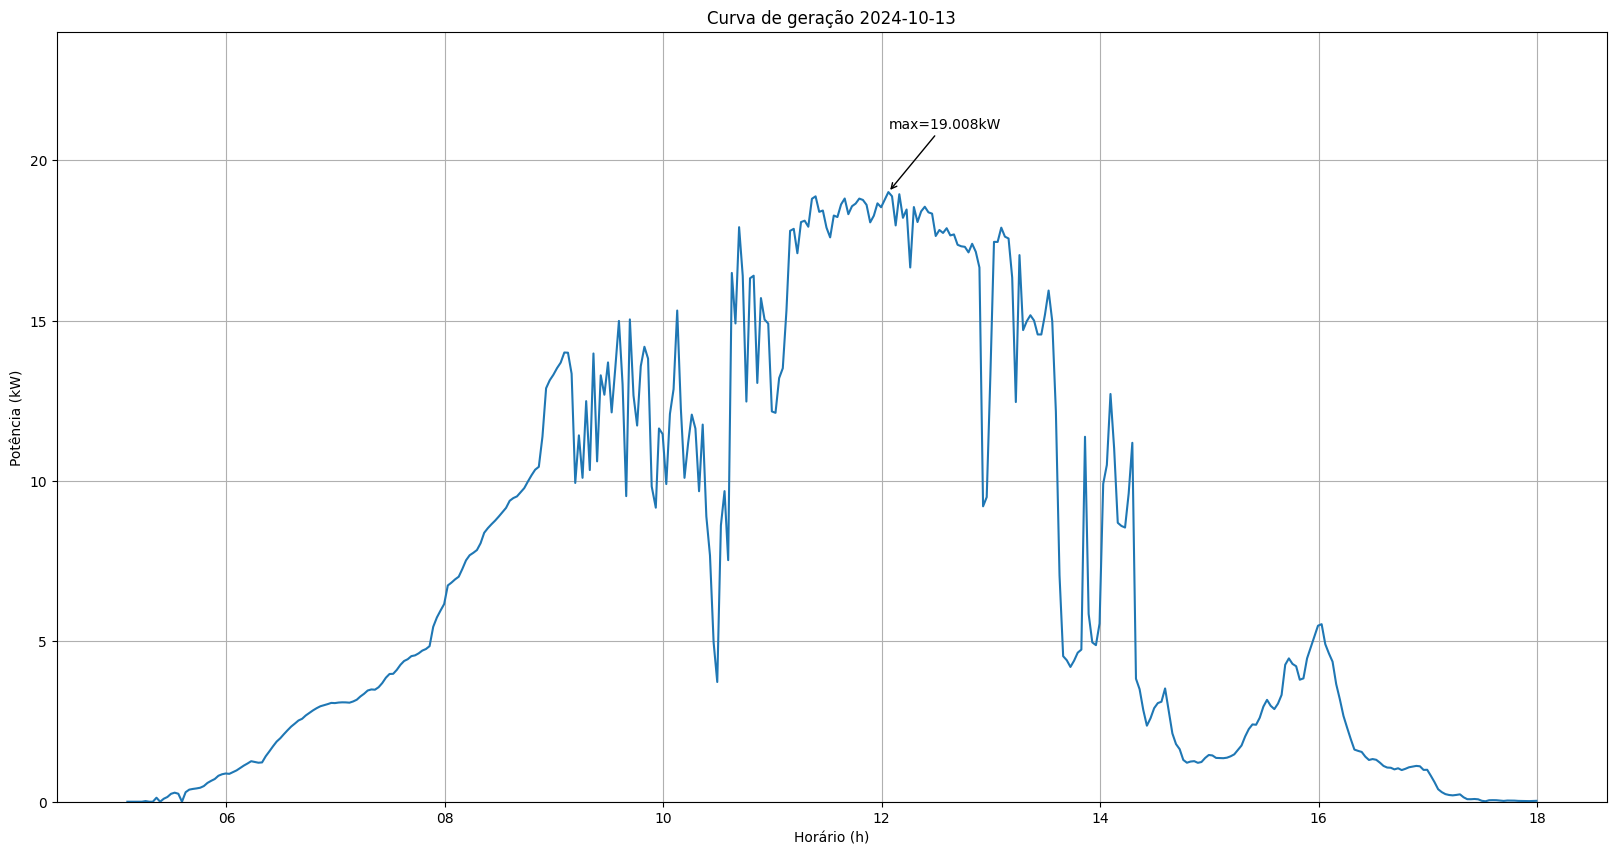 Curva de geração 2024-10-13
max=19.008kW
20
15
10
5
0
Potência (kW)
06 08 10 12 14 16 18
Horário (h)